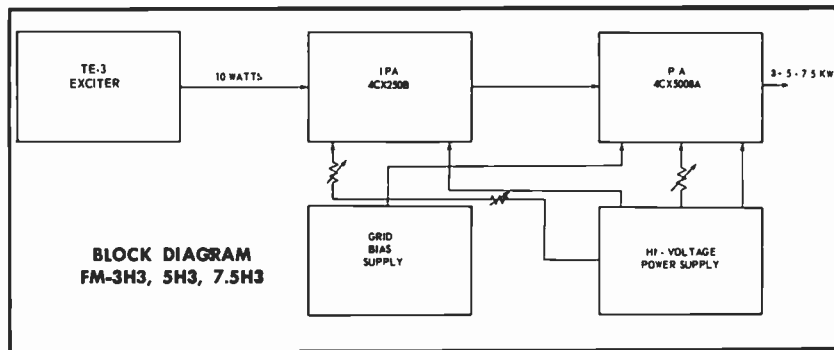 TE-3
EXCITER
10 WATTS
IPA
4CX250B
PA
4CX5000A
3-5-7.5 KW
GRID
BIAS
SUPPLY
HI-VOLTAGE
POWER SUPPLY
BLOCK DIAGRAM
FM-3H3, 5H3, 7.5H3